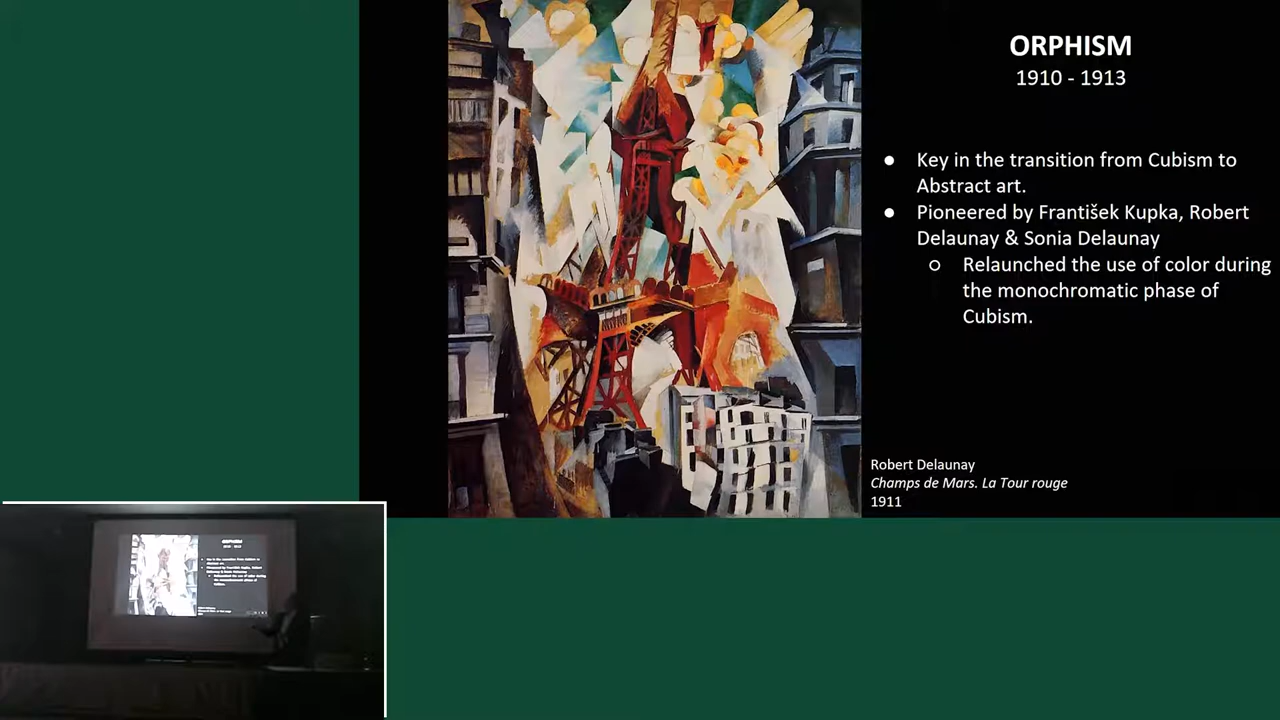 ORPHISM
1910 - 1913
● Key in the transition from Cubism to
Abstract art.
● Pioneered by František Kupka, Robert
Delaunay & Sonia Delaunay
○ Relaunched the use of color during
the monochromatic phase of
Cubism.
Robert Delaunay
Champs de Mars. La Tour rouge
1911